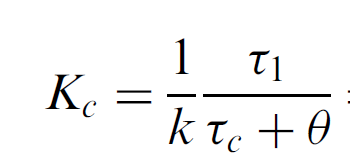 $K_c = \frac{1}{k} \frac{\tau_1}{\tau_c + \theta}$